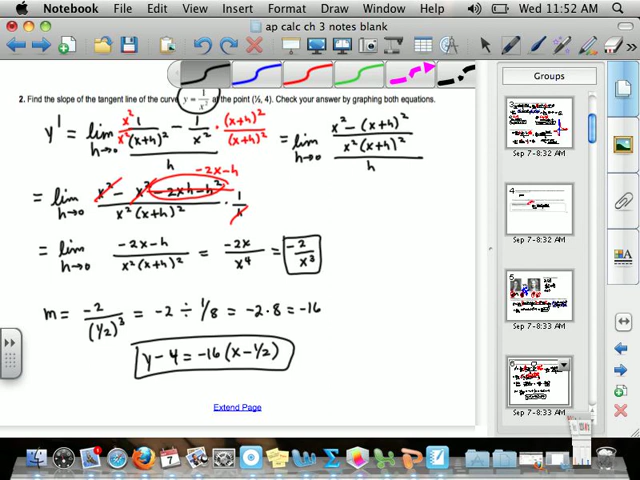 Notebook File Edit View Insert Format Tools Window Help Wed 11:52 AM
ap calc ch 3 notes blank
Groups
2. Find the slope of the tangent line of the curve y = 1/x² at the point (½, 4). Check your answer by graphing both equations.
y' = lim h→0 (x²/x² · 1/(x+h)² − 1/x² · (x+h)²/(x+h)²)/h = lim h→0 ((x² − (x+h)²)/(x²(x+h)²))/h
-2x-h
= lim h→0 (x² − x² − 2xh − h²)/(x²(x+h)²) · 1/h
= lim h→0 (-2x-h)/(x²(x+h)²) = -2x/x⁴ = -2/x³
m = -2/(1/2)³ = -2 ÷ 1/8 = -2·8 = -16
y − 4 = -16(x − 1/2)
Extend Page
3
Sep 7-8:32 AM
4
Sep 7-8:32 AM
5
Sep 7-8:33 AM
6
Sep 7-8:33 AM